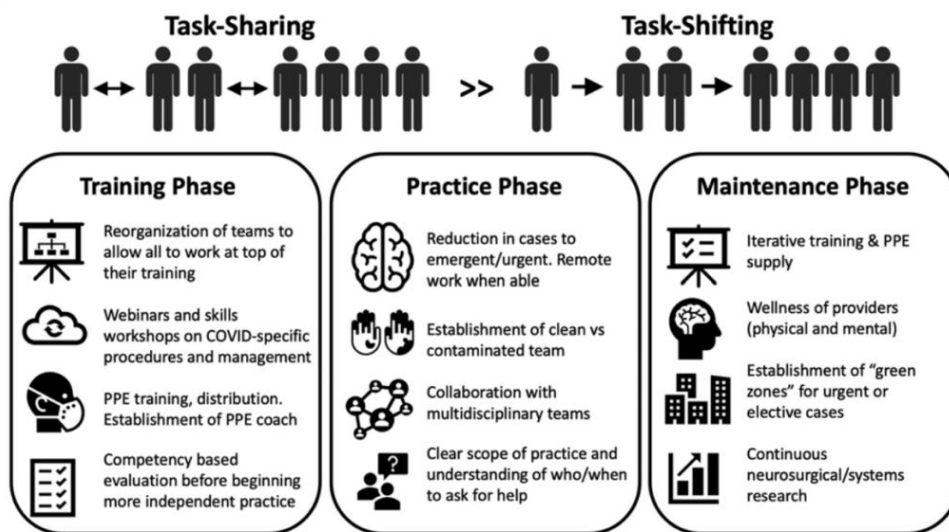 Task-Sharing
Task-Shifting
>>
Training Phase
Reorganization of teams to
allow all to work at top of
their training
Webinars and skills
workshops on COVID-specific
procedures and management
PPE training, distribution.
Establishment of PPE coach
Competency based
evaluation before beginning
more independent practice
Practice Phase
Reduction in cases to
emergent/urgent. Remote
work when able
Establishment of clean vs
contaminated team
Collaboration with
multidisciplinary teams
?
Clear scope of practice and
understanding of who/when
to ask for help
Maintenance Phase
Iterative training & PPE
supply
Wellness of providers
(physical and mental)
Establishment of “green
zones” for urgent or
elective cases
Continuous
neurosurgical/systems
research